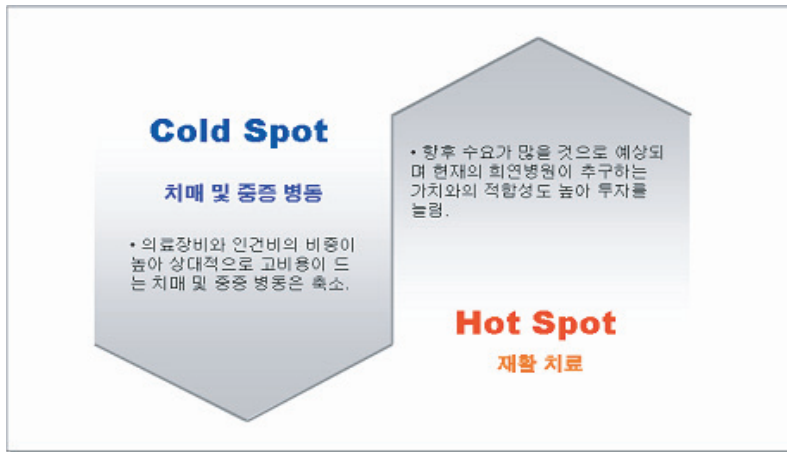 Cold Spot
치매 및 중증 병동
• 의료장비와 인건비의 비중이
높아 상대적으로 고비용이 드
는 치매 및 중증 병동은 축소.
• 향후 수요가 많을 것으로 예상되
며 현재의 희연병원이 추구하는
가치와의 적합성도 높아 투자를
늘림.
Hot Spot
재활 치료